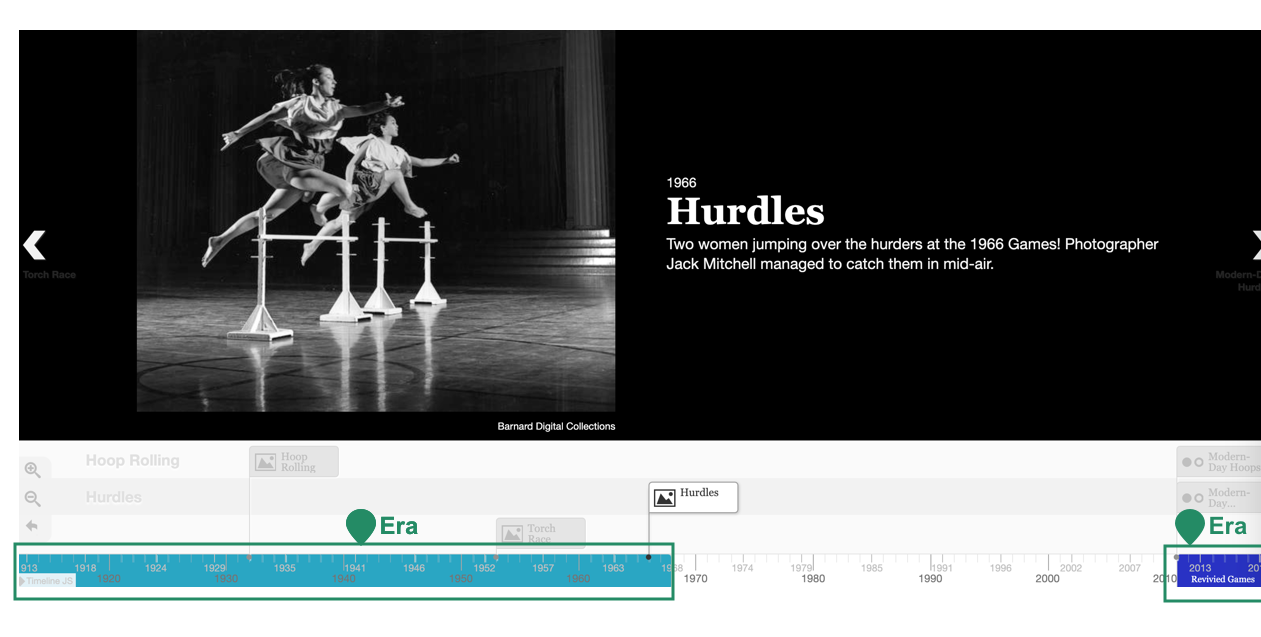 1966
Hurdles
Two women jumping over the hurders at the 1966 Games! Photographer
Jack Mitchell managed to catch them in mid-air.
Torch Race
Modern-D
Hurd
Barnard Digital Collections
Hoop Rolling
Hoop
Rolling
Modern-
Day Hoops
Hurdles
Hurdles
Modern-
Day...
Torch
Race
Era
Era
913 1918 1924 1929 1935 1941 1946 1952 1957 1963 1968 1974 1979 1985 1991 1996 2002 2007 2013 201
1920 1930 1940 1950 1960 1970 1980 1990 2000 2010
Timeline JS
Revivied Games